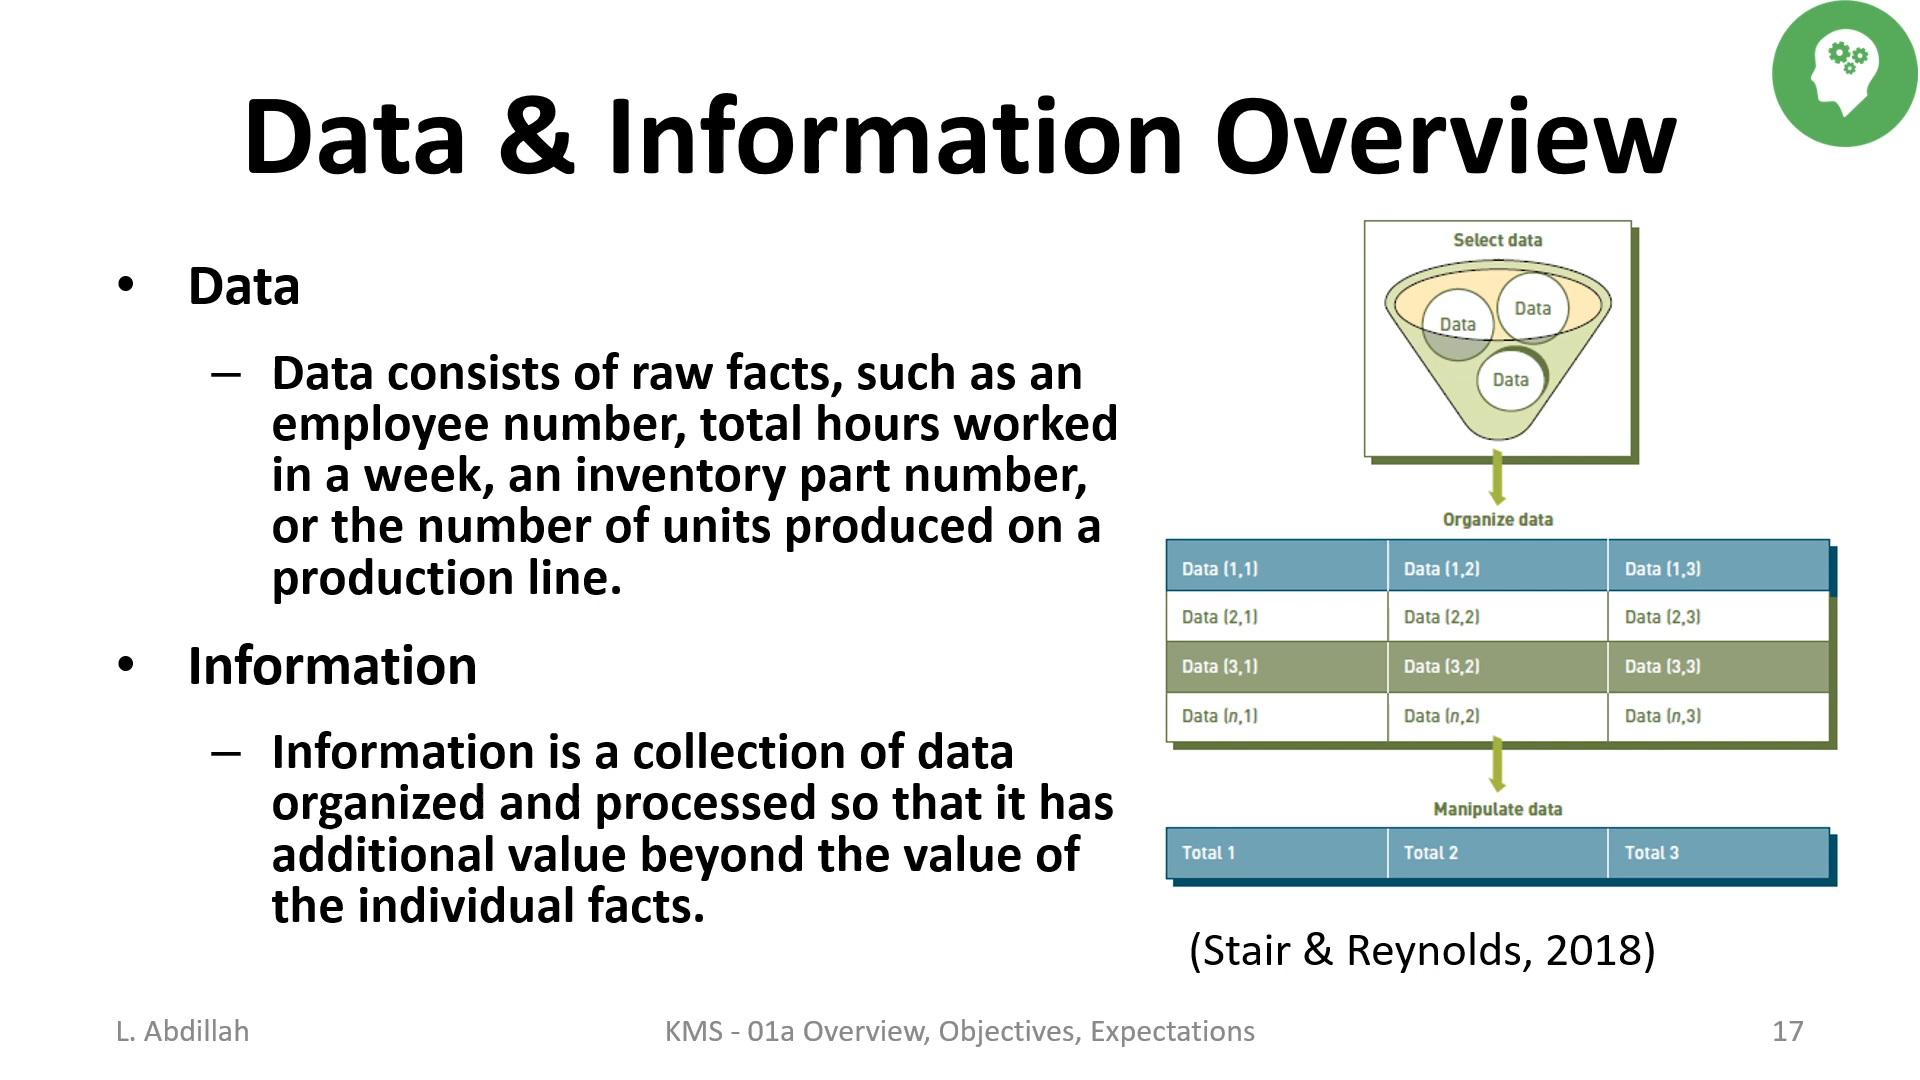 Data & Information Overview
• Data
– Data consists of raw facts, such as an
employee number, total hours worked
in a week, an inventory part number,
or the number of units produced on a
production line.
• Information
– Information is a collection of data
organized and processed so that it has
additional value beyond the value of
the individual facts.
Select data
Data
Data
Data
Organize data
Data (1,1) Data (1,2) Data (1,3)
Data (2,1) Data (2,2) Data (2,3)
Data (3,1) Data (3,2) Data (3,3)
Data (n,1) Data (n,2) Data (n,3)
Manipulate data
Total 1 Total 2 Total 3
(Stair & Reynolds, 2018)
L. Abdillah KMS - 01a Overview, Objectives, Expectations 17